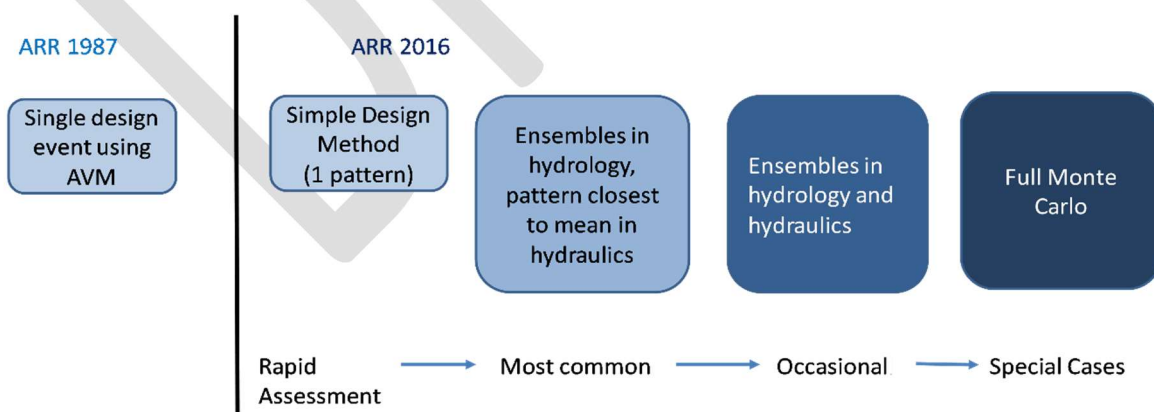 ARR 1987
ARR 2016
Single design
event using
AVM
Simple Design
Method
(1 pattern)
Ensembles in
hydrology,
pattern closest
to mean in
hydraulics
Ensembles in
hydrology and
hydraulics
Full Monte
Carlo
Rapid
Assessment
Most common
Occasional
Special Cases